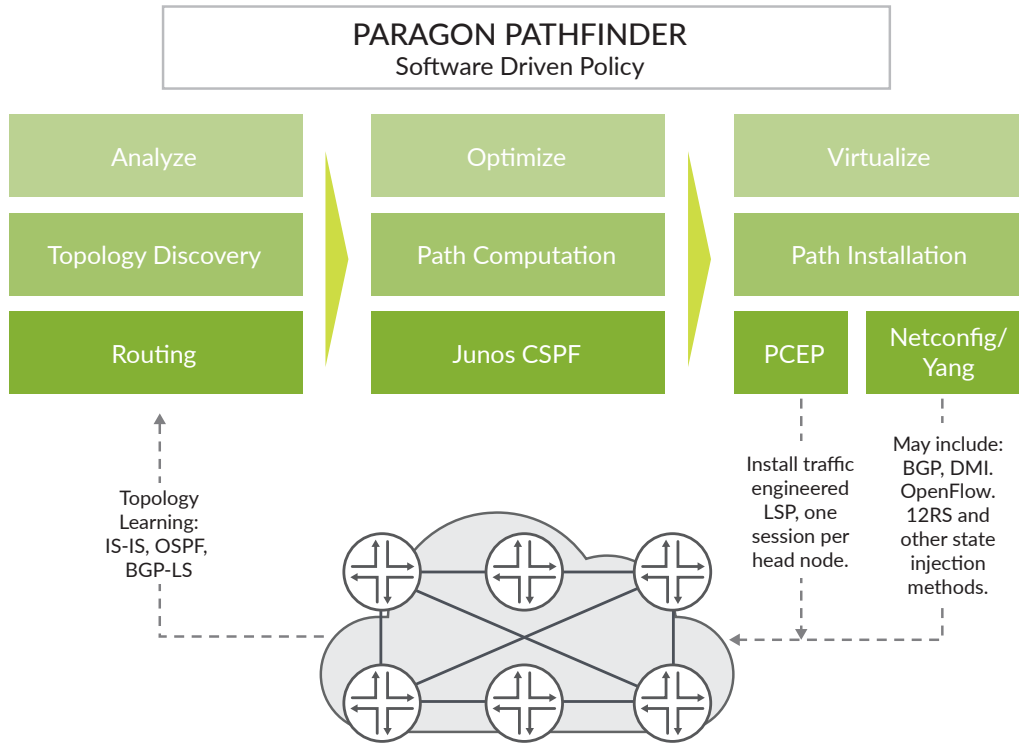 PARAGON PATHFINDER
Software Driven Policy
Analyze
Optimize
Virtualize
Topology Discovery
Path Computation
Path Installation
Routing
Junos CSPF
PCEP
Netconfig/
Yang
Topology
Learning:
IS-IS, OSPF,
BGP-LS
Install traffic
engineered
LSP, one
session per
head node.
May include:
BGP, DMI.
OpenFlow.
12RS and
other state
injection
methods.